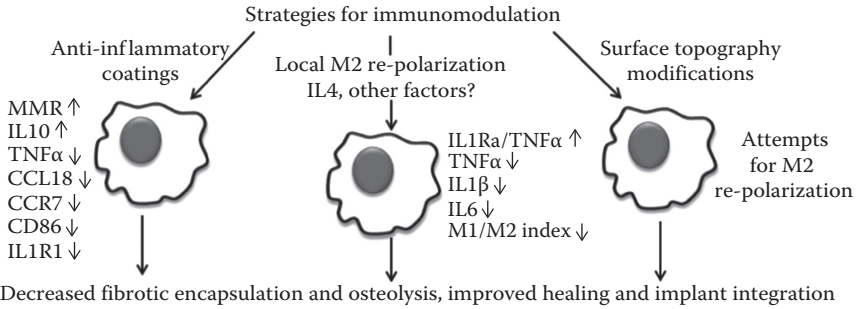 Strategies for immunomodulation
Anti-inflammatory
coatings
MMR ↑
IL10 ↑
TNFα ↓
CCL18 ↓
CCR7 ↓
CD86 ↓
IL1R1 ↓
Local M2 re-polarization
IL4, other factors?
IL1Ra/TNFα ↑
TNFα ↓
IL1β ↓
IL6 ↓
M1/M2 index ↓
Surface topography
modifications
Attempts
for M2
re-polarization
Decreased fibrotic encapsulation and osteolysis, improved healing and implant integration